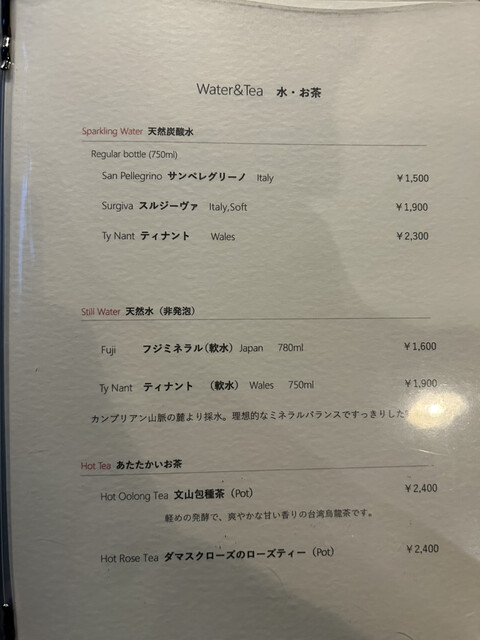 Water&Tea 水・お茶
Sparkling Water 天然炭酸水
Regular bottle (750ml)
San Pellegrino サンペレグリーノ Italy ￥1,500
Surgiva スルジーヴァ Italy,Soft ￥1,900
Ty Nant ティナント Wales ￥2,300
Still Water 天然水（非発泡）
Fuji フジミネラル（軟水） Japan 780ml ￥1,600
Ty Nant ティナント （軟水） Wales 750ml ￥1,900
カンブリアン山脈の麓より採水。理想的なミネラルバランスですっきりした
Hot Tea あたたかいお茶
Hot Oolong Tea 文山包種茶（Pot） ￥2,400
軽めの発酵で、爽やかな甘い香りの台湾烏龍茶です。
Hot Rose Tea ダマスクローズのローズティー（Pot） ￥2,400